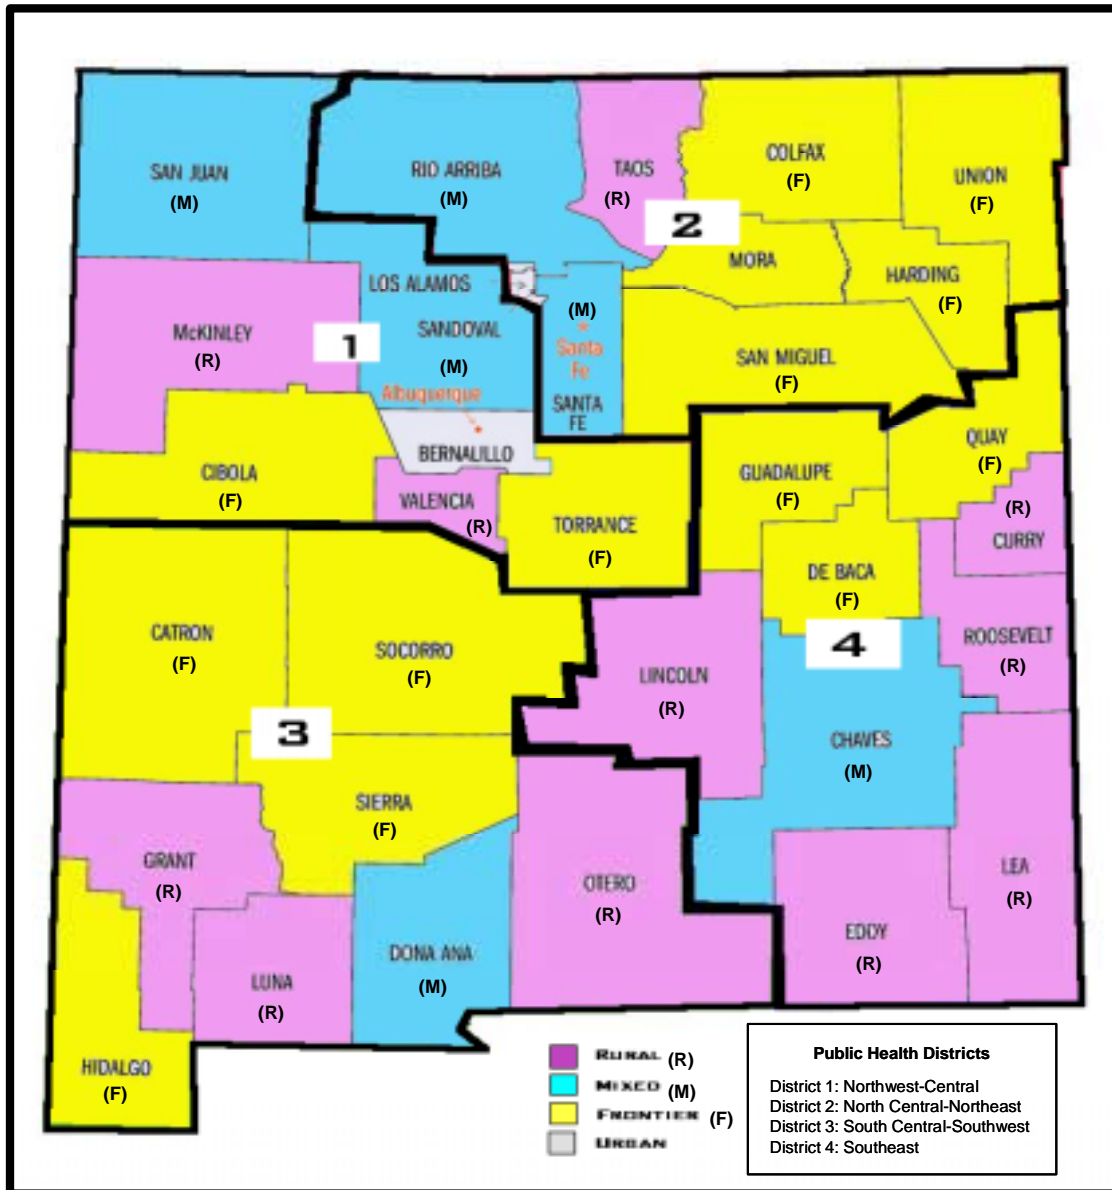 SAN JUAN
(M)
RIO ARRIBA
(M)
TAOS
(R)
COLFAX
(F)
UNION
(F)
2
MORA
HARDING
(F)
LOS ALAMOS
McKINLEY
(R)
1
SANDOVAL
(M)
(M)
Santa
Fe
SANTA
FE
SAN MIGUEL
(F)
Albuquerque
BERNALILLO
CIBOLA
(F)
VALENCIA
(R)
TORRANCE
(F)
GUADALUPE
(F)
QUAY
(F)
(R)
CURRY
DE BACA
(F)
CATRON
(F)
SOCORRO
(F)
LINCOLN
(R)
4
ROOSEVELT
(R)
3
CHAVES
(M)
SIERRA
(F)
GRANT
(R)
OTERO
(R)
LEA
(R)
EDDY
(R)
DONA ANA
(M)
LUNA
(R)
HIDALGO
(F)
RURAL (R)
MIXED (M)
FRONTIER (F)
URBAN
Public Health Districts
District 1: Northwest-Central
District 2: North Central-Northeast
District 3: South Central-Southwest
District 4: Southeast